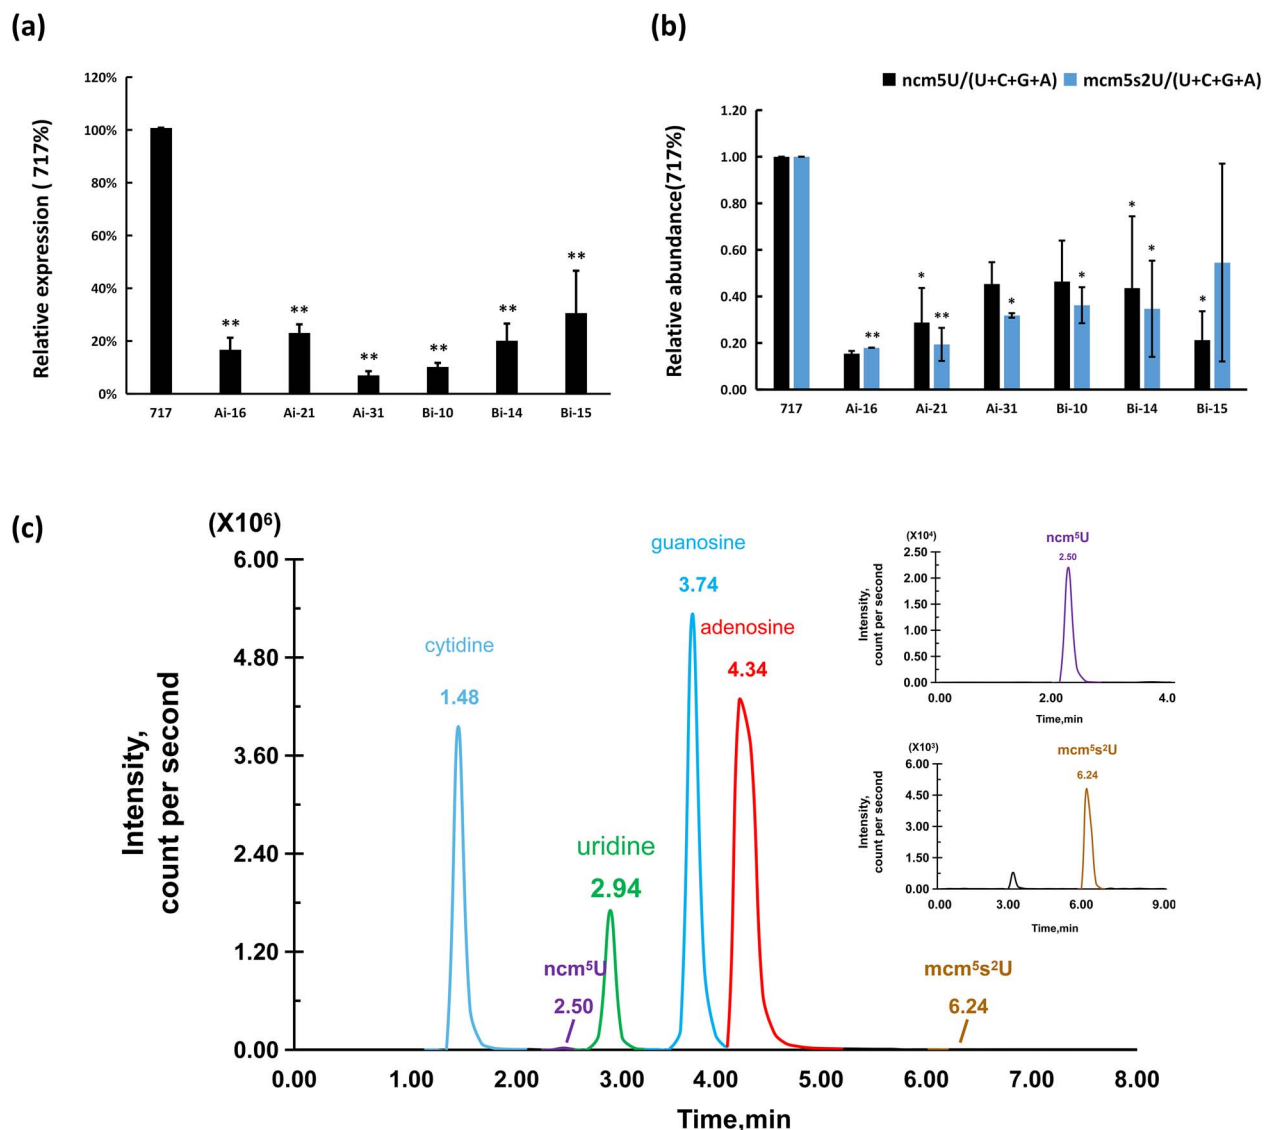 (a)
120%
100%
80%
60%
40%
20%
0%
Relative expression ( 717%)
**
**
**
**
**
**
717 Ai-16 Ai-21 Ai-31 Bi-10 Bi-14 Bi-15
(b)
ncm5U/(U+C+G+A) mcm5s2U/(U+C+G+A)
1.20
1.00
0.80
0.60
0.40
0.20
0.00
Relative abundance(717%)
**
*
**
*
*
*
*
*
717 Ai-16 Ai-21 Ai-31 Bi-10 Bi-14 Bi-15
(c)
(X10⁶)
6.00
4.80
3.60
2.40
1.20
0.00
Intensity,
count per second
cytidine
1.48
ncm⁵U
2.50
uridine
2.94
guanosine
3.74
adenosine
4.34
mcm⁵s²U
6.24
0.00 1.00 2.00 3.00 4.00 5.00 6.00 7.00 8.00
Time,min
(X10⁴)
ncm⁵U
2.50
2.50
2.00
1.50
1.00
0.50
0.00
Intensity,
count per second
0.00 2.00 4.0
Time,min
(X10³)
mcm⁵s²U
6.24
6.00
4.50
3.00
1.50
0.00
Intensity,
count per second
0.00 3.00 6.00 9.00
Time,min